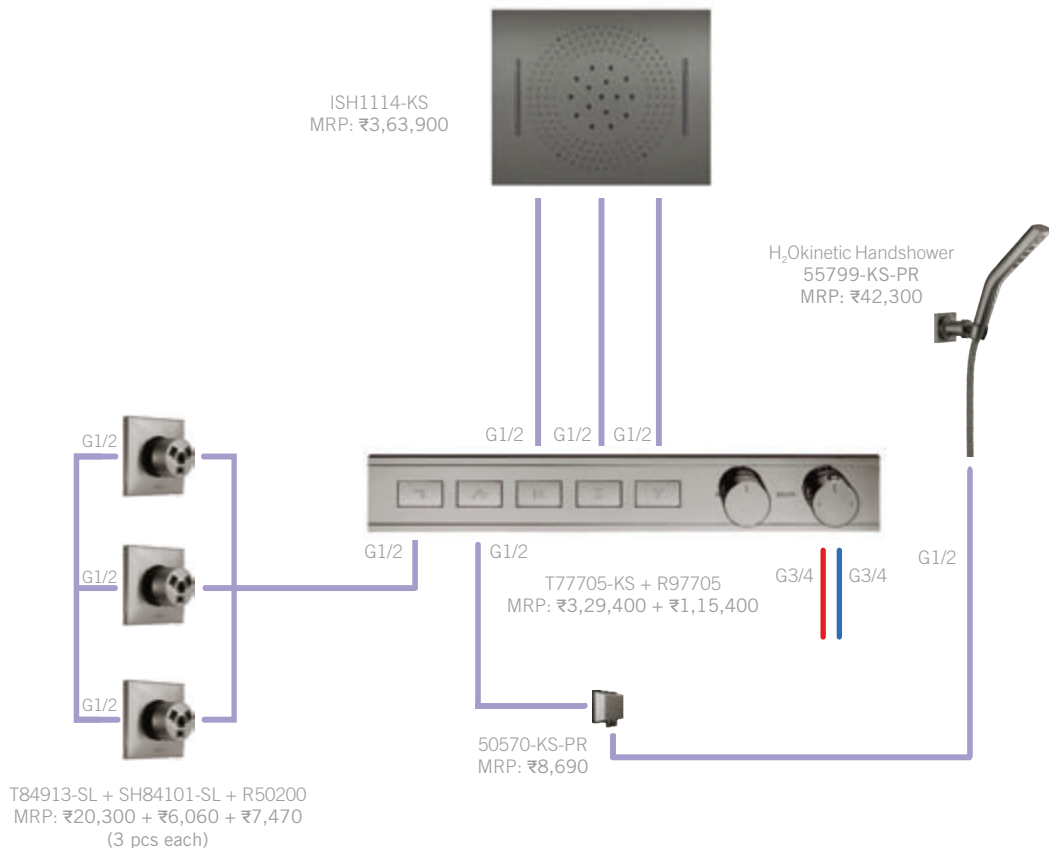 ISH1114-KS
MRP: ₹3,63,900
H₂Okinetic Handshower
55799-KS-PR
MRP: ₹42,300
G1/2
G1/2
G1/2
G1/2
G1/2
G1/2
G1/2
G1/2
T77705-KS + R97705
MRP: ₹3,29,400 + ₹1,15,400
G3/4
G3/4
G1/2
50570-KS-PR
MRP: ₹8,690
T84913-SL + SH84101-SL + R50200
MRP: ₹20,300 + ₹6,060 + ₹7,470
(3 pcs each)